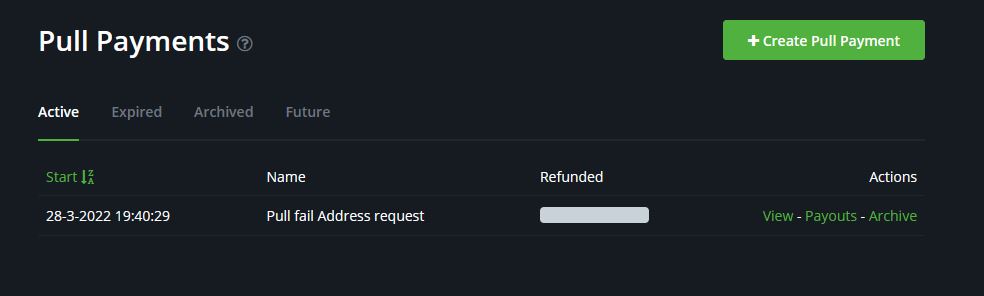 Pull Payments ?
+ Create Pull Payment
Active Expired Archived Future
Start Z A Name Refunded Actions
28-3-2022 19:40:29 Pull fail Address request View - Payouts - Archive